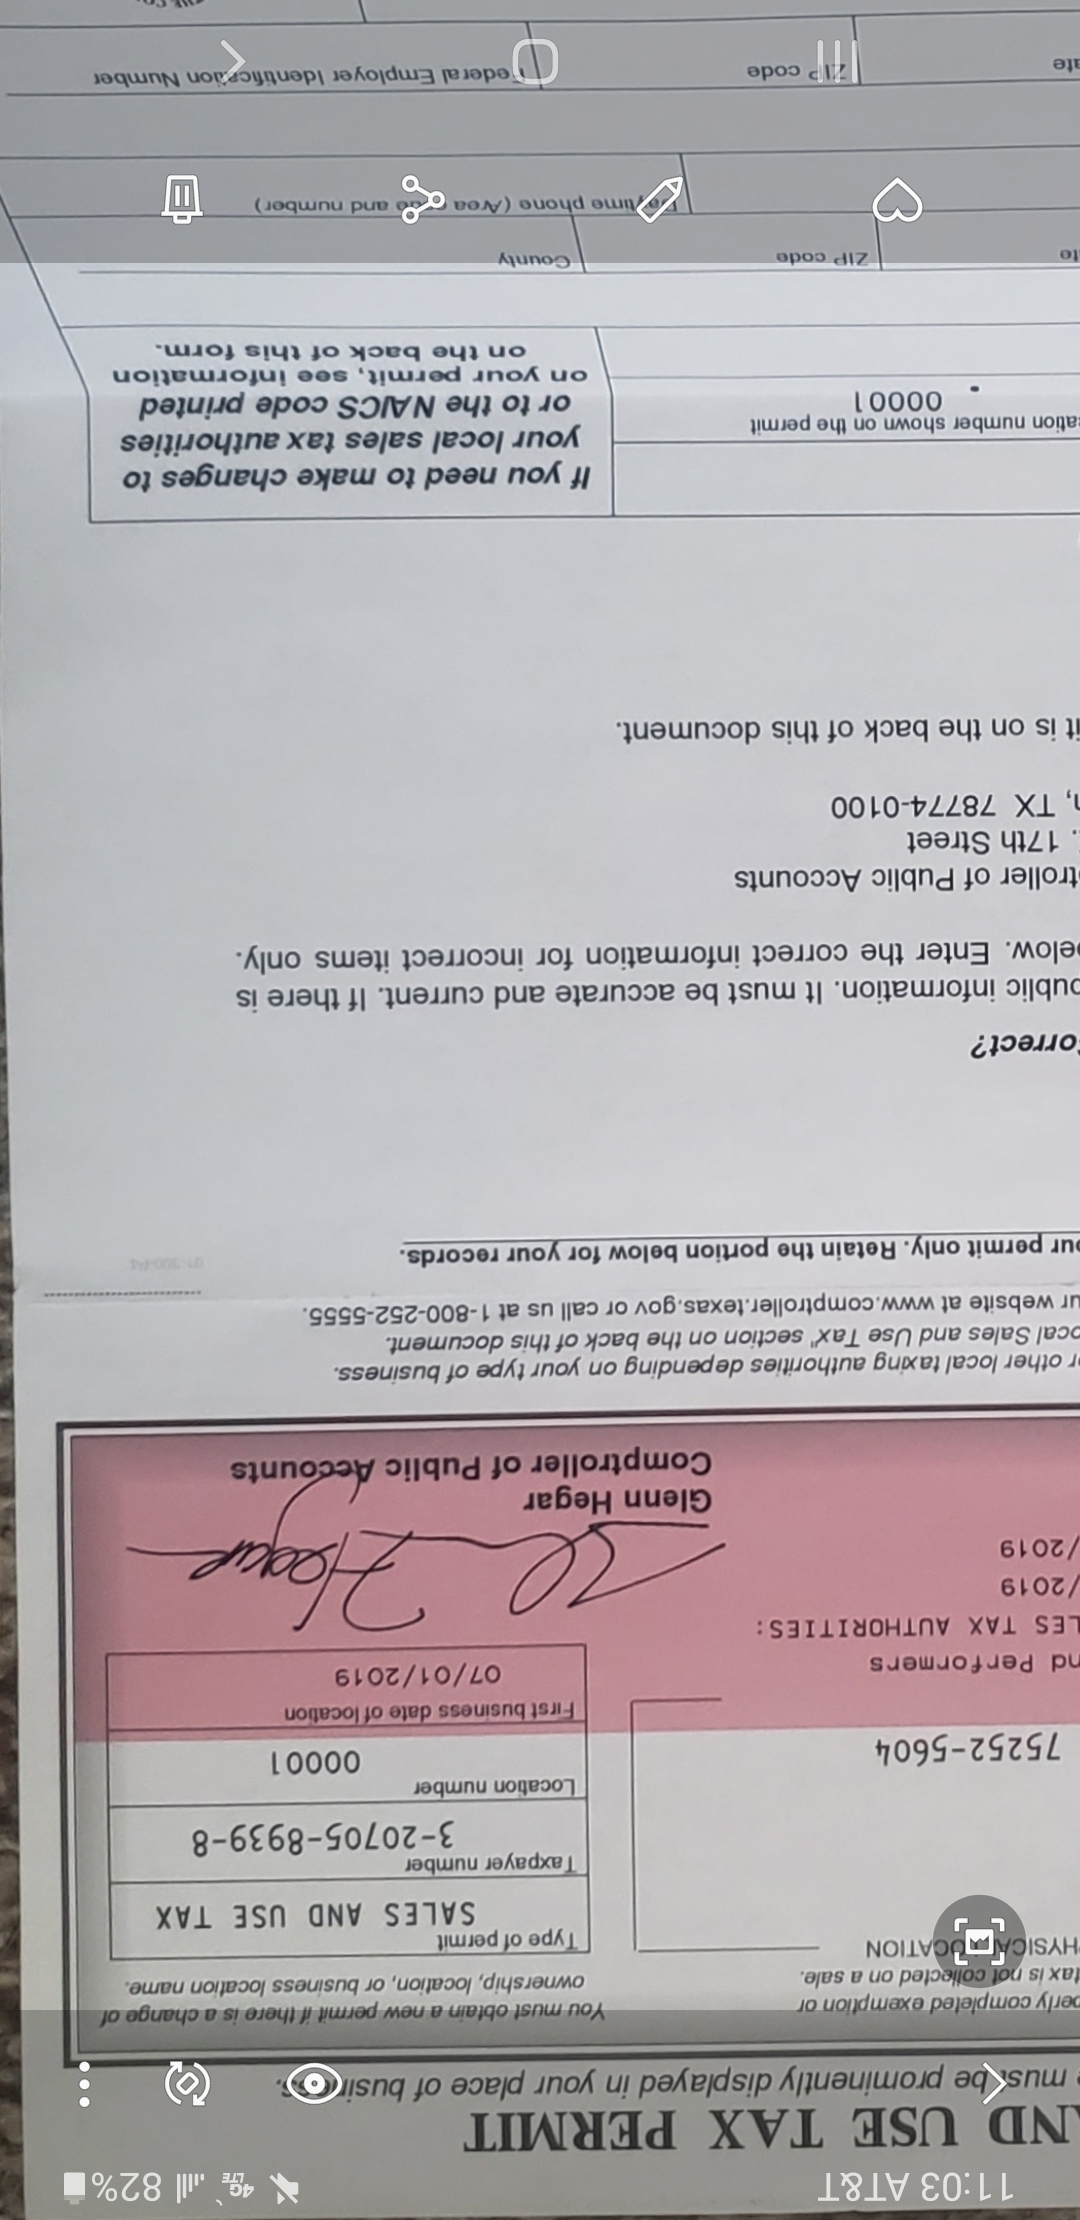 11:03 AT&T 4G LTE 82%
ND USE TAX PERMIT
must be prominently displayed in your place of
perly completed exemption or
tax is not collected on a sale.
You must obtain a new permit if there is a change of
ownership, location, or business location name.
Type of permit
SALES AND USE TAX
Taxpayer number
3-20705-8939-8
Location number
00001
First business date of location
07/01/2019
75252-5604
nd Performers
LES TAX AUTHORITIES:
/2019
/2019
Glenn Hegar
Comptroller of Public Accounts
r other local taxing authorities depending on your type of business.
ocal Sales and Use Tax" section on the back of this document.
ur website at www.comptroller.texas.gov or call us at 1-800-252-5555.
our permit only. Retain the portion below for your records.
orrect?
public information. It must be accurate and current. If there is
below. Enter the correct information for incorrect items only.
troller of Public Accounts
. 17th Street
n, TX 78774-0100
it is on the back of this document.
If you need to make changes to
your local sales tax authorities
or to the NAICS code printed
on your permit, see information
on the back of this form.
ation number shown on the permit
00001
ZIP code
County
Daytime phone (Area code and number)
ate
ZIP code
Federal Employer Identification Number